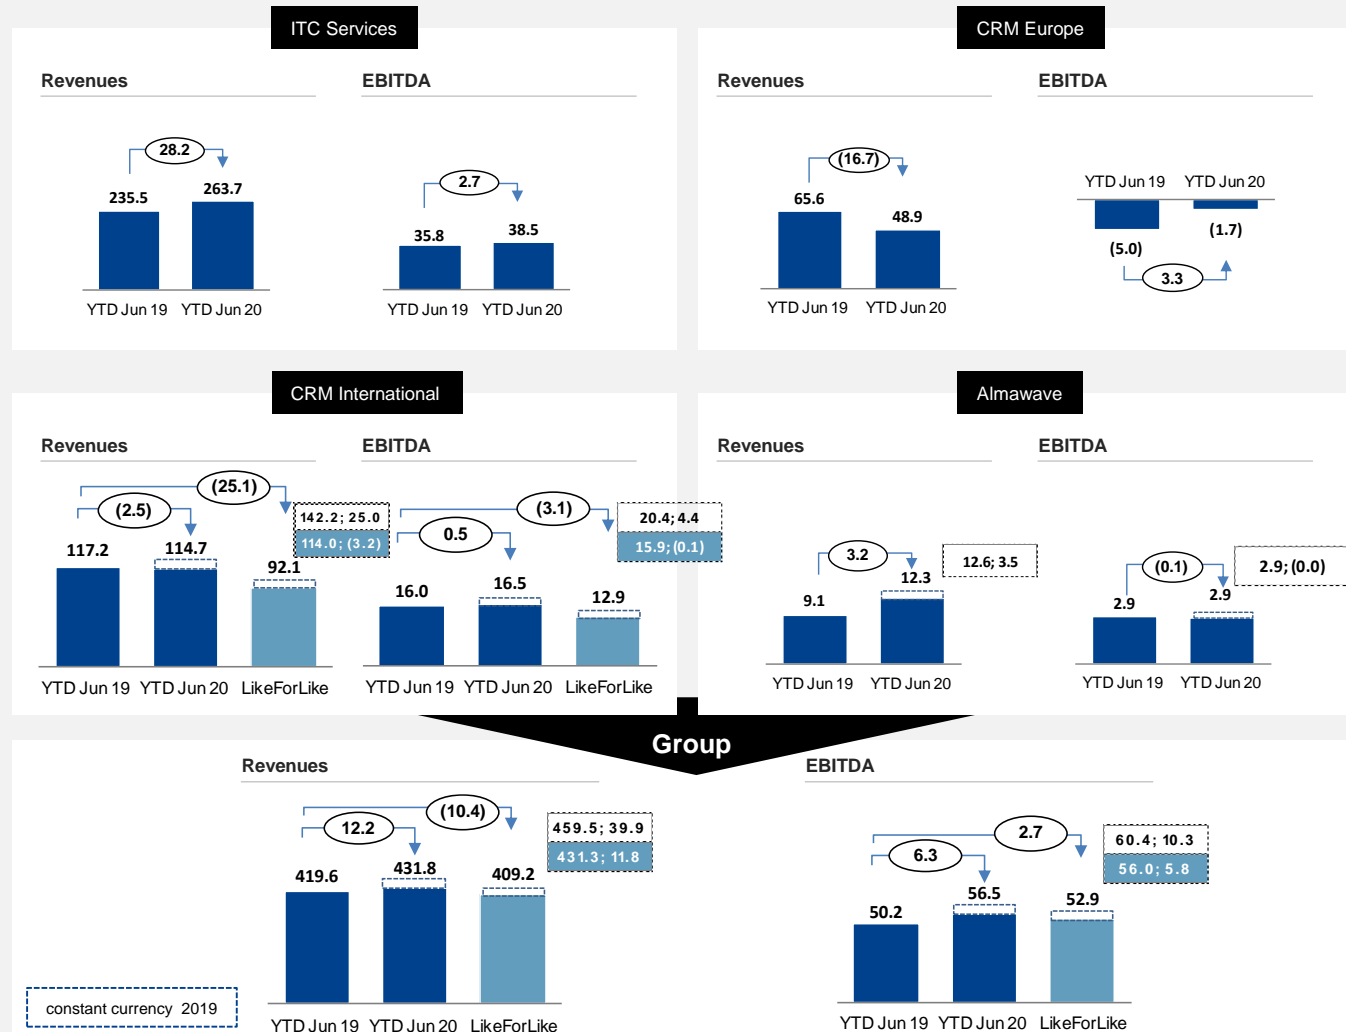 ITC Services
Revenues
EBITDA
28.2
235.5
263.7
YTD Jun 19
YTD Jun 20
2.7
35.8
38.5
YTD Jun 19
YTD Jun 20
CRM Europe
Revenues
EBITDA
(16.7)
65.6
48.9
YTD Jun 19
YTD Jun 20
YTD Jun 19
YTD Jun 20
(5.0)
(1.7)
3.3
CRM International
Revenues
EBITDA
(25.1)
(2.5)
142.2; 25.0
114.0; (3.2)
117.2
114.7
92.1
YTD Jun 19
YTD Jun 20
LikeForLike
(3.1)
0.5
20.4; 4.4
15.9; (0.1)
16.0
16.5
12.9
YTD Jun 19
YTD Jun 20
LikeForLike
Almawave
Revenues
EBITDA
3.2
12.6; 3.5
9.1
12.3
YTD Jun 19
YTD Jun 20
(0.1)
2.9; (0.0)
2.9
2.9
YTD Jun 19
YTD Jun 20
Group
Revenues
(10.4)
12.2
459.5; 39.9
431.3; 11.8
419.6
431.8
409.2
YTD Jun 19
YTD Jun 20
LikeForLike
EBITDA
2.7
6.3
60.4; 10.3
56.0; 5.8
50.2
56.5
52.9
YTD Jun 19
YTD Jun 20
LikeForLike
constant currency 2019